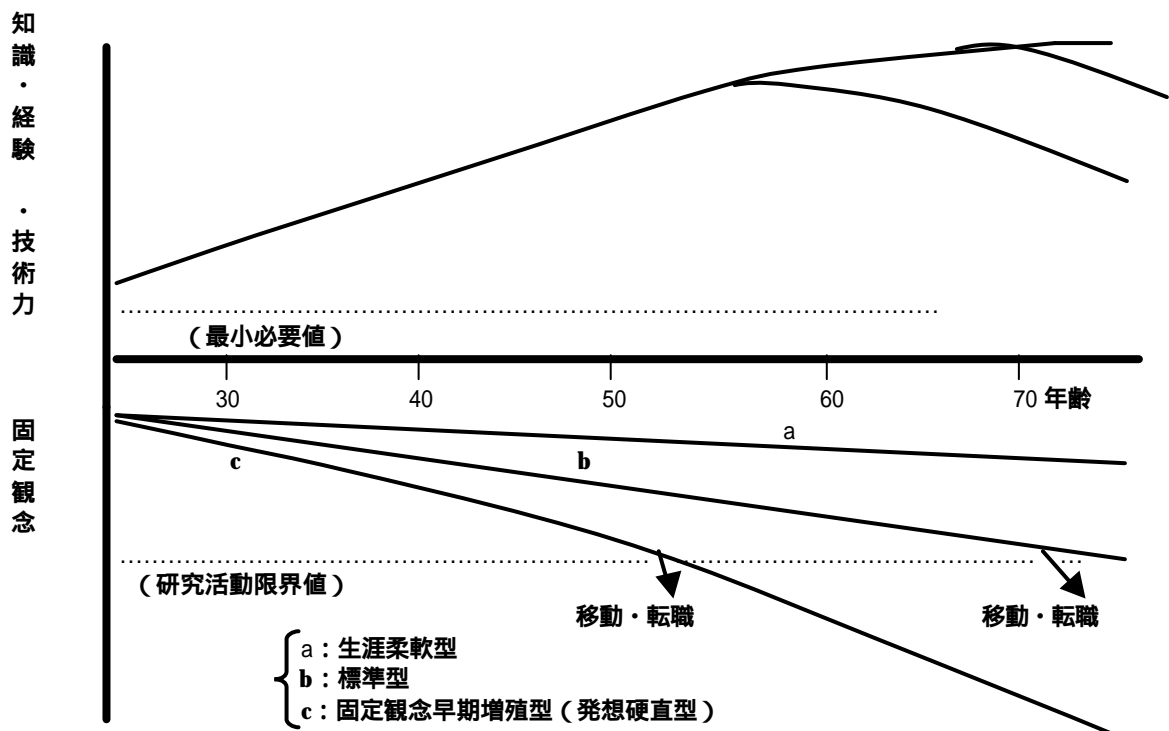 知識・経験・技術力
（最小必要値）
30 40 50 60 70 年齢
固定観念
a
b
c
（研究活動限界値）
移動・転職
移動・転職
a：生涯柔軟型
b：標準型
c：固定観念早期増殖型（発想硬直型）